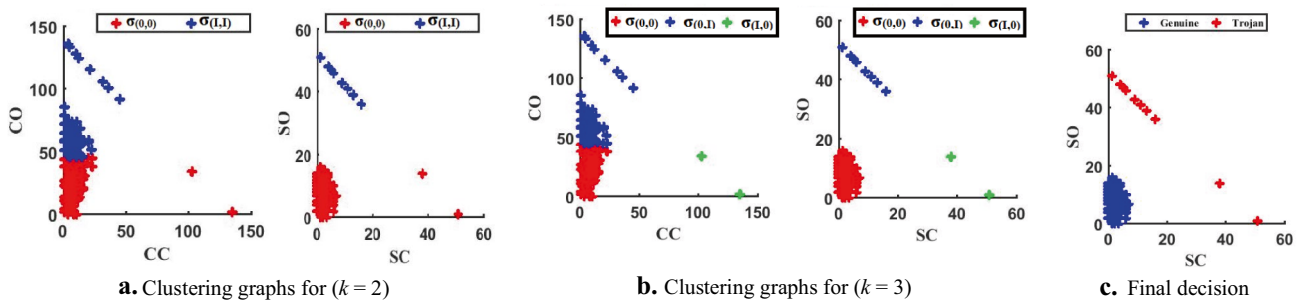 σ(0,0) σ(I,I)
150
100
50
0
CO
0 50 100 150
CC
σ(0,0) σ(I,I)
60
40
20
0
SO
0 20 40 60
SC
a. Clustering graphs for (k = 2)
σ(0,0) σ(0,I) σ(I,0)
150
100
50
0
CO
0 50 100 150
CC
σ(0,0) σ(0,I) σ(I,0)
60
40
20
0
SO
0 20 40 60
SC
b. Clustering graphs for (k = 3)
Genuine Trojan
60
40
20
0
SO
0 20 40 60
SC
c. Final decision